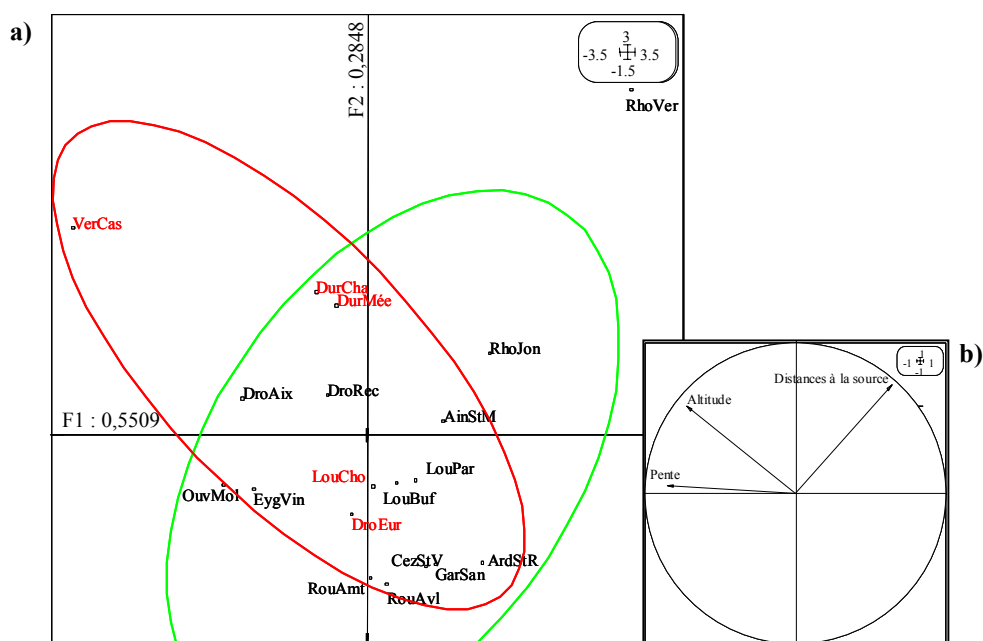 a)
F2 : 0,2848
3
-3.5 3.5
-1.5
RhoVer
VerCas
DurCha
DurMée
RhoJon
b)
-1 1 1
-1
Distances à la source
DroAix
DroRec
Altitude
AinStM
F1 : 0,5509
LouCho
LouPar
Pente
OuvMol
EygVin
LouBuf
DroEur
CezStV
ArdStR
GarSan
RouAmt
RouAvl